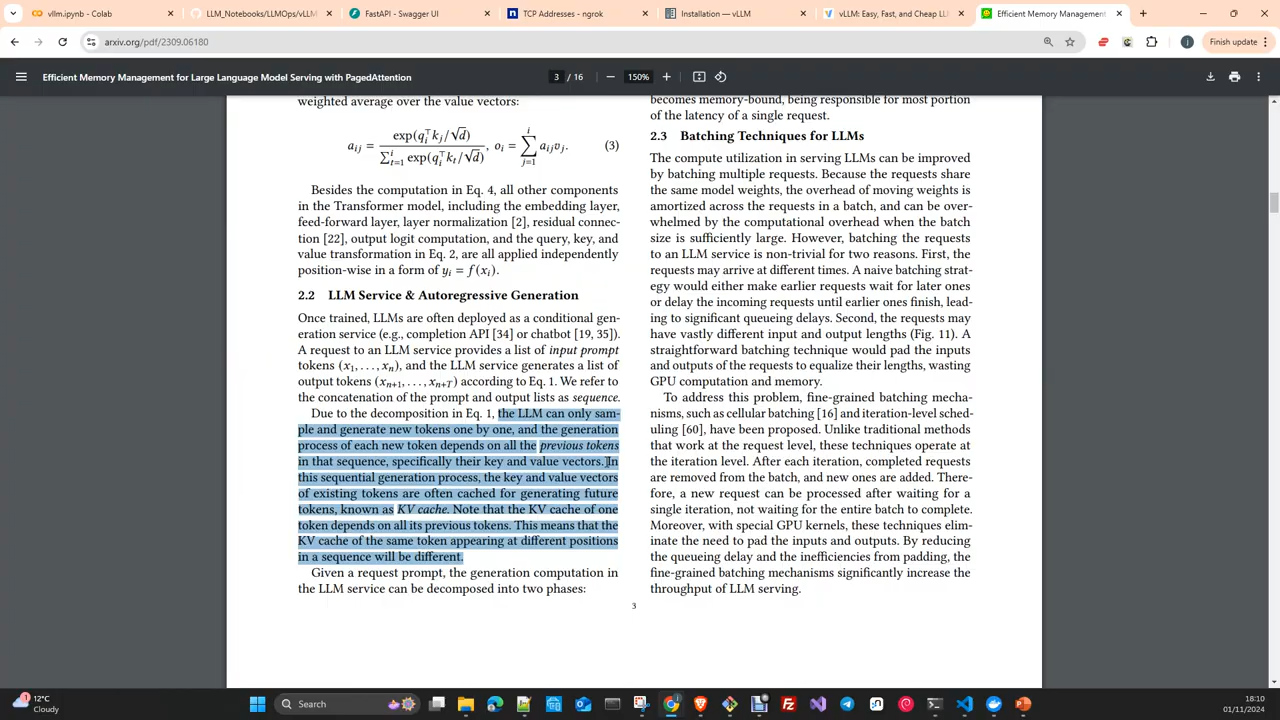 vllm.ipynb - Colab
LLM_Notebooks/LLMOps/vLLM
FastAPI - Swagger UI
TCP Addresses - ngrok
Installation — vLLM
vLLM: Easy, Fast, and Cheap LL
Efficient Memory Management
arxiv.org/pdf/2309.06180
Finish update
Efficient Memory Management for Large Language Model Serving with PagedAttention
3 / 16
150%
weighted average over the value vectors:
a_{ij} = exp(q_i^⊤ k_j/√d) / ∑_{t=1}^{i} exp(q_i^⊤ k_t/√d), o_i = ∑_{j=1}^{i} a_{ij}v_j. (3)
Besides the computation in Eq. 4, all other components
in the Transformer model, including the embedding layer,
feed-forward layer, layer normalization [2], residual connec-
tion [22], output logit computation, and the query, key, and
value transformation in Eq. 2, are all applied independently
position-wise in a form of y_i = f(x_i).
2.2 LLM Service & Autoregressive Generation
Once trained, LLMs are often deployed as a conditional gen-
eration service (e.g., completion API [34] or chatbot [19, 35]).
A request to an LLM service provides a list of input prompt
tokens (x_1, . . . , x_n), and the LLM service generates a list of
output tokens (x_{n+1}, . . . , x_{n+T}) according to Eq. 1. We refer to
the concatenation of the prompt and output lists as sequence.
Due to the decomposition in Eq. 1, the LLM can only sam-
ple and generate new tokens one by one, and the generation
process of each new token depends on all the previous tokens
in that sequence, specifically their key and value vectors. In
this sequential generation process, the key and value vectors
of existing tokens are often cached for generating future
tokens, known as KV cache. Note that the KV cache of one
token depends on all its previous tokens. This means that the
KV cache of the same token appearing at different positions
in a sequence will be different.
Given a request prompt, the generation computation in
the LLM service can be decomposed into two phases:
becomes memory-bound, being responsible for most portion
of the latency of a single request.
2.3 Batching Techniques for LLMs
The compute utilization in serving LLMs can be improved
by batching multiple requests. Because the requests share
the same model weights, the overhead of moving weights is
amortized across the requests in a batch, and can be over-
whelmed by the computational overhead when the batch
size is sufficiently large. However, batching the requests
to an LLM service is non-trivial for two reasons. First, the
requests may arrive at different times. A naive batching strat-
egy would either make earlier requests wait for later ones
or delay the incoming requests until earlier ones finish, lead-
ing to significant queueing delays. Second, the requests may
have vastly different input and output lengths (Fig. 11). A
straightforward batching technique would pad the inputs
and outputs of the requests to equalize their lengths, wasting
GPU computation and memory.
To address this problem, fine-grained batching mecha-
nisms, such as cellular batching [16] and iteration-level sched-
uling [60], have been proposed. Unlike traditional methods
that work at the request level, these techniques operate at
the iteration level. After each iteration, completed requests
are removed from the batch, and new ones are added. There-
fore, a new request can be processed after waiting for a
single iteration, not waiting for the entire batch to complete.
Moreover, with special GPU kernels, these techniques elim-
inate the need to pad the inputs and outputs. By reducing
the queueing delay and the inefficiencies from padding, the
fine-grained batching mechanisms significantly increase the
throughput of LLM serving.
3
1
12°C
Cloudy
Search
18:10
01/11/2024